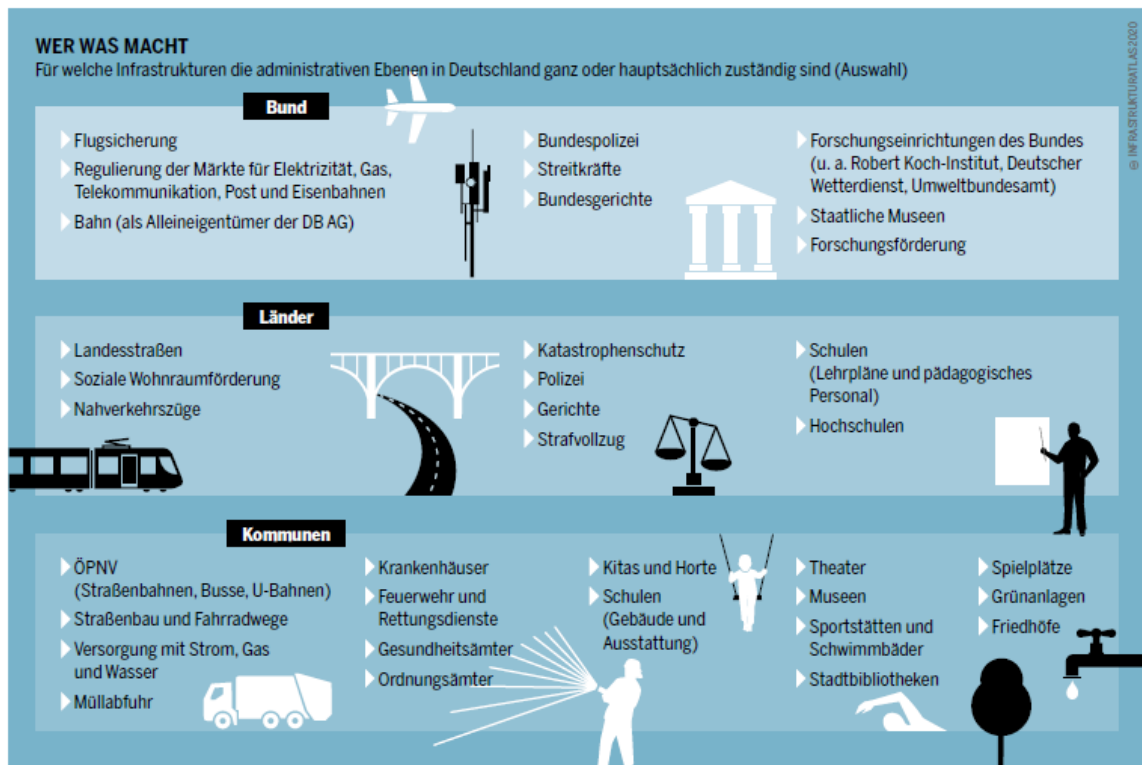 WER WAS MACHT
Für welche Infrastrukturen die administrativen Ebenen in Deutschland ganz oder hauptsächlich zuständig sind (Auswahl)
© INFRASTRUKTURATLAS 2020
Bund
Flugsicherung
Regulierung der Märkte für Elektrizität, Gas,
Telekommunikation, Post und Eisenbahnen
Bahn (als Alleineigentümer der DB AG)
Bundespolizei
Streitkräfte
Bundesgerichte
Forschungseinrichtungen des Bundes
(u. a. Robert Koch-Institut, Deutscher
Wetterdienst, Umweltbundesamt)
Staatliche Museen
Forschungsförderung
Länder
Landesstraßen
Soziale Wohnraumförderung
Nahverkehrszüge
Katastrophenschutz
Polizei
Gerichte
Strafvollzug
Schulen
(Lehrpläne und pädagogisches
Personal)
Hochschulen
Kommunen
ÖPNV
(Straßenbahnen, Busse, U-Bahnen)
Straßenbau und Fahrradwege
Versorgung mit Strom, Gas
und Wasser
Müllabfuhr
Krankenhäuser
Feuerwehr und
Rettungsdienste
Gesundheitsämter
Ordnungsämter
Kitas und Horte
Schulen
(Gebäude und
Ausstattung)
Theater
Museen
Sportstätten und
Schwimmbäder
Stadtbibliotheken
Spielplätze
Grünanlagen
Friedhöfe